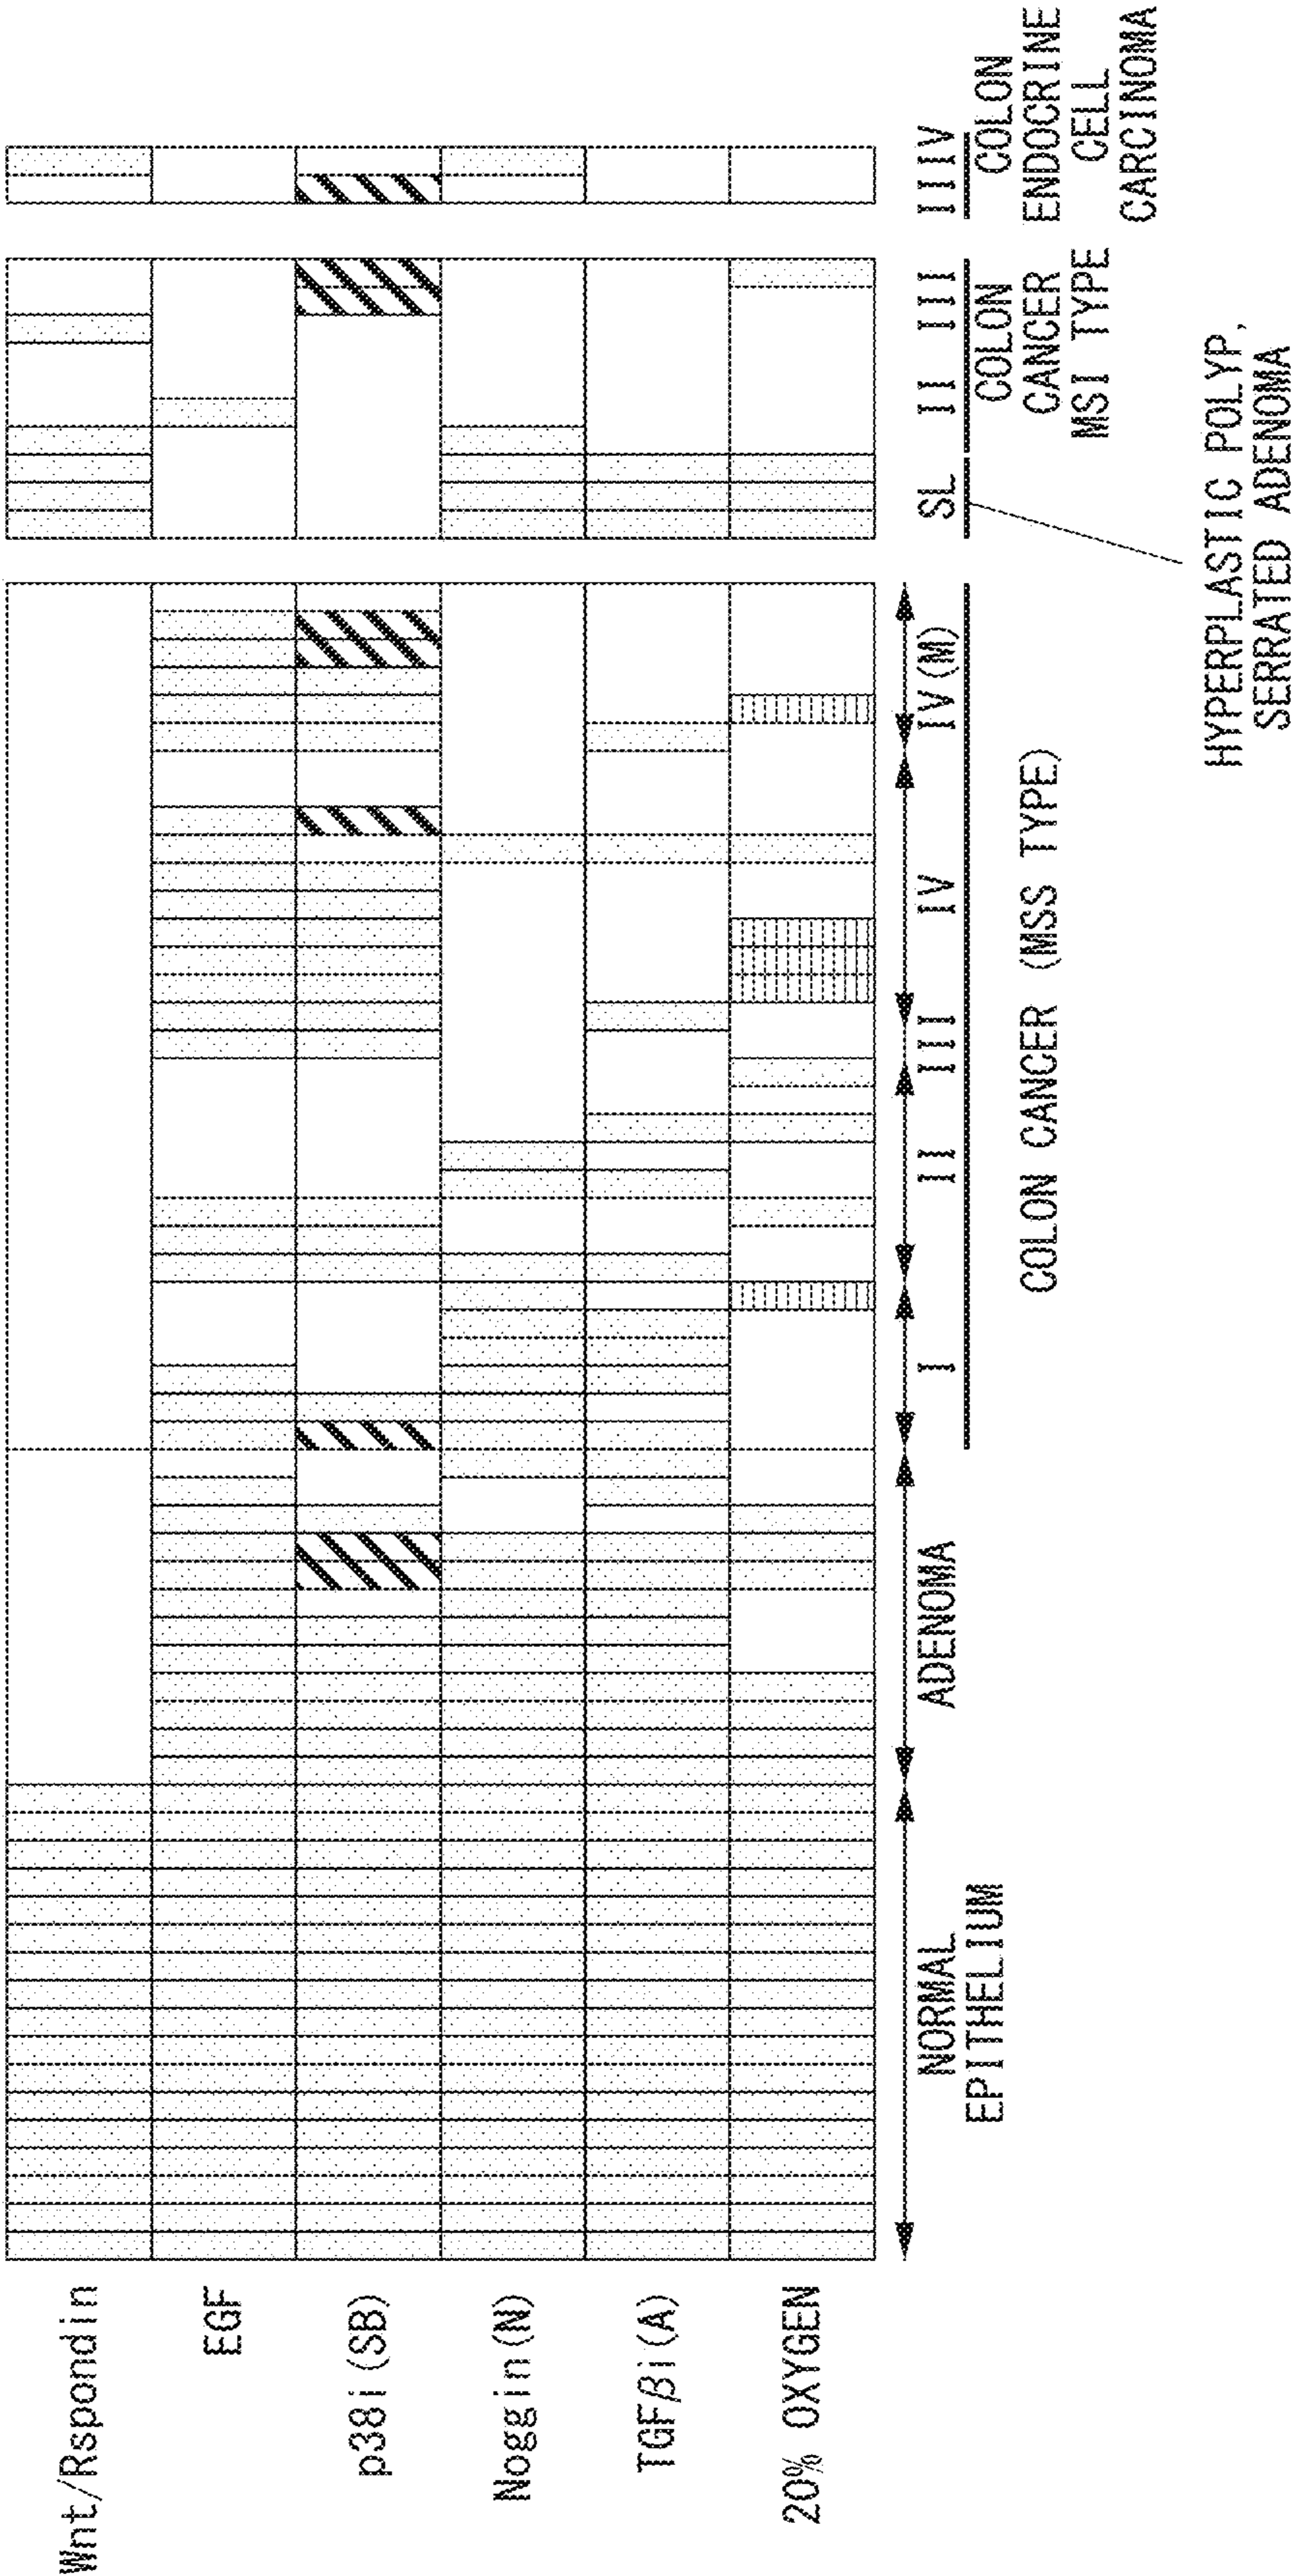 Wnt/Rspondin
EGF
p38i(SB)
Noggin(N)
TGFβi(A)
20% OXYGEN
NORMAL
EPITHELIUM
ADENOMA
I
II
III
IV
IV(M)
COLON CANCER (MSS TYPE)
SL
II
III
COLON
CANCER
MSI TYPE
HYPERPLASTIC POLYP,
SERRATED ADENOMA
IIIIV
COLON
ENDOCRINE
CELL
CARCINOMA